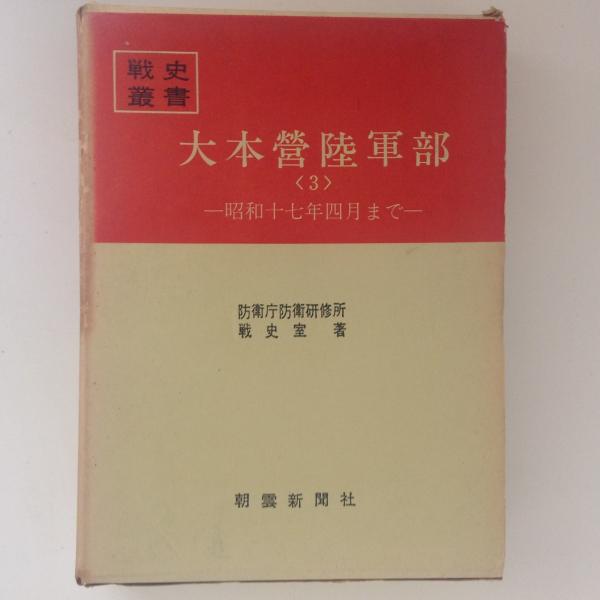 戦史
叢書
大本營陸軍部
〈3〉
―昭和十七年四月まで―
防衛庁防衛研修所
戦史室 著
朝雲新聞社